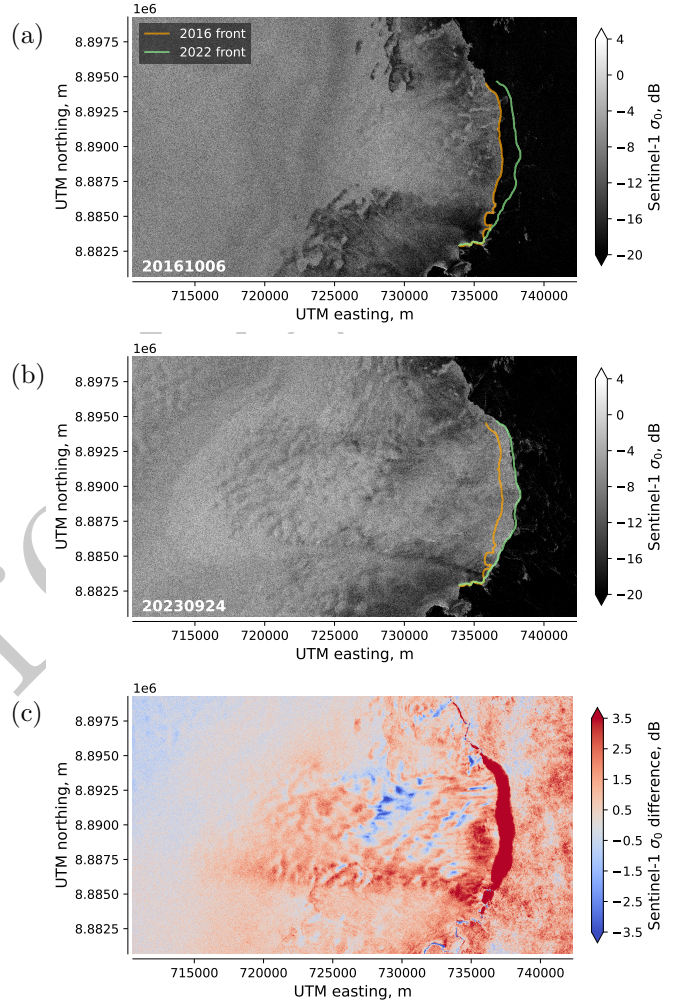 (a)
1e6
2016 front
2022 front
8.8975
8.8950
8.8925
8.8900
8.8875
8.8850
8.8825
UTM northing, m
20161006
715000 720000 725000 730000 735000 740000
UTM easting, m
4
0
−4
−8
−12
−16
−20
Sentinel-1 σ0, dB
(b)
1e6
8.8975
8.8950
8.8925
8.8900
8.8875
8.8850
8.8825
UTM northing, m
20230924
715000 720000 725000 730000 735000 740000
UTM easting, m
4
0
−4
−8
−12
−16
−20
Sentinel-1 σ0, dB
(c)
1e6
8.8975
8.8950
8.8925
8.8900
8.8875
8.8850
8.8825
UTM northing, m
715000 720000 725000 730000 735000 740000
UTM easting, m
3.5
2.5
1.5
0.5
−0.5
−1.5
−2.5
−3.5
Sentinel-1 σ0 difference, dB